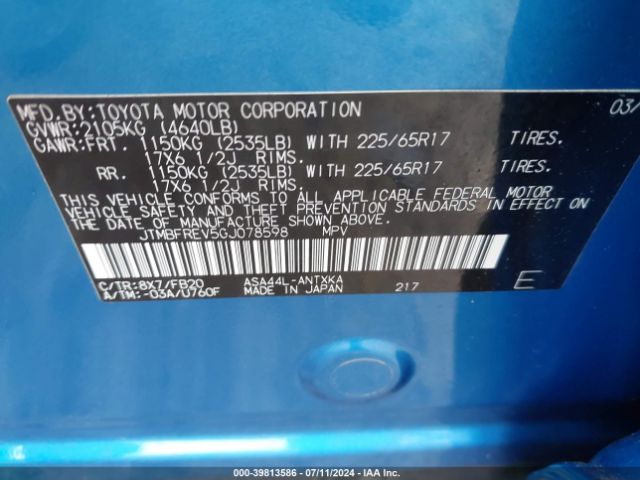 MFD. BY: TOYOTA MOTOR CORPORATION 03/
GVWR: 2105KG (4640LB)
GAWR: FRT. 1150KG (2535LB) WITH 225/65R17 TIRES.
17X6 1/2J RIMS.
RR. 1150KG (2535LB) WITH 225/65R17 TIRES.
17X6 1/2J RIMS.
THIS VEHICLE CONFORMS TO ALL APPLICABLE FEDERAL MOTOR
VEHICLE SAFETY AND THEFT PREVENTION STANDARDS IN EFFECT ON
THE DATE OF MANUFACTURE SHOWN ABOVE.
JTMBFREV5GJ078598 MPV
C/TR: 8X7/FB20 ASA44L-ANTXKA
A/TM: -03A/U760F MADE IN JAPAN 217 E
000-39813586 - 07/11/2024 - IAA Inc.